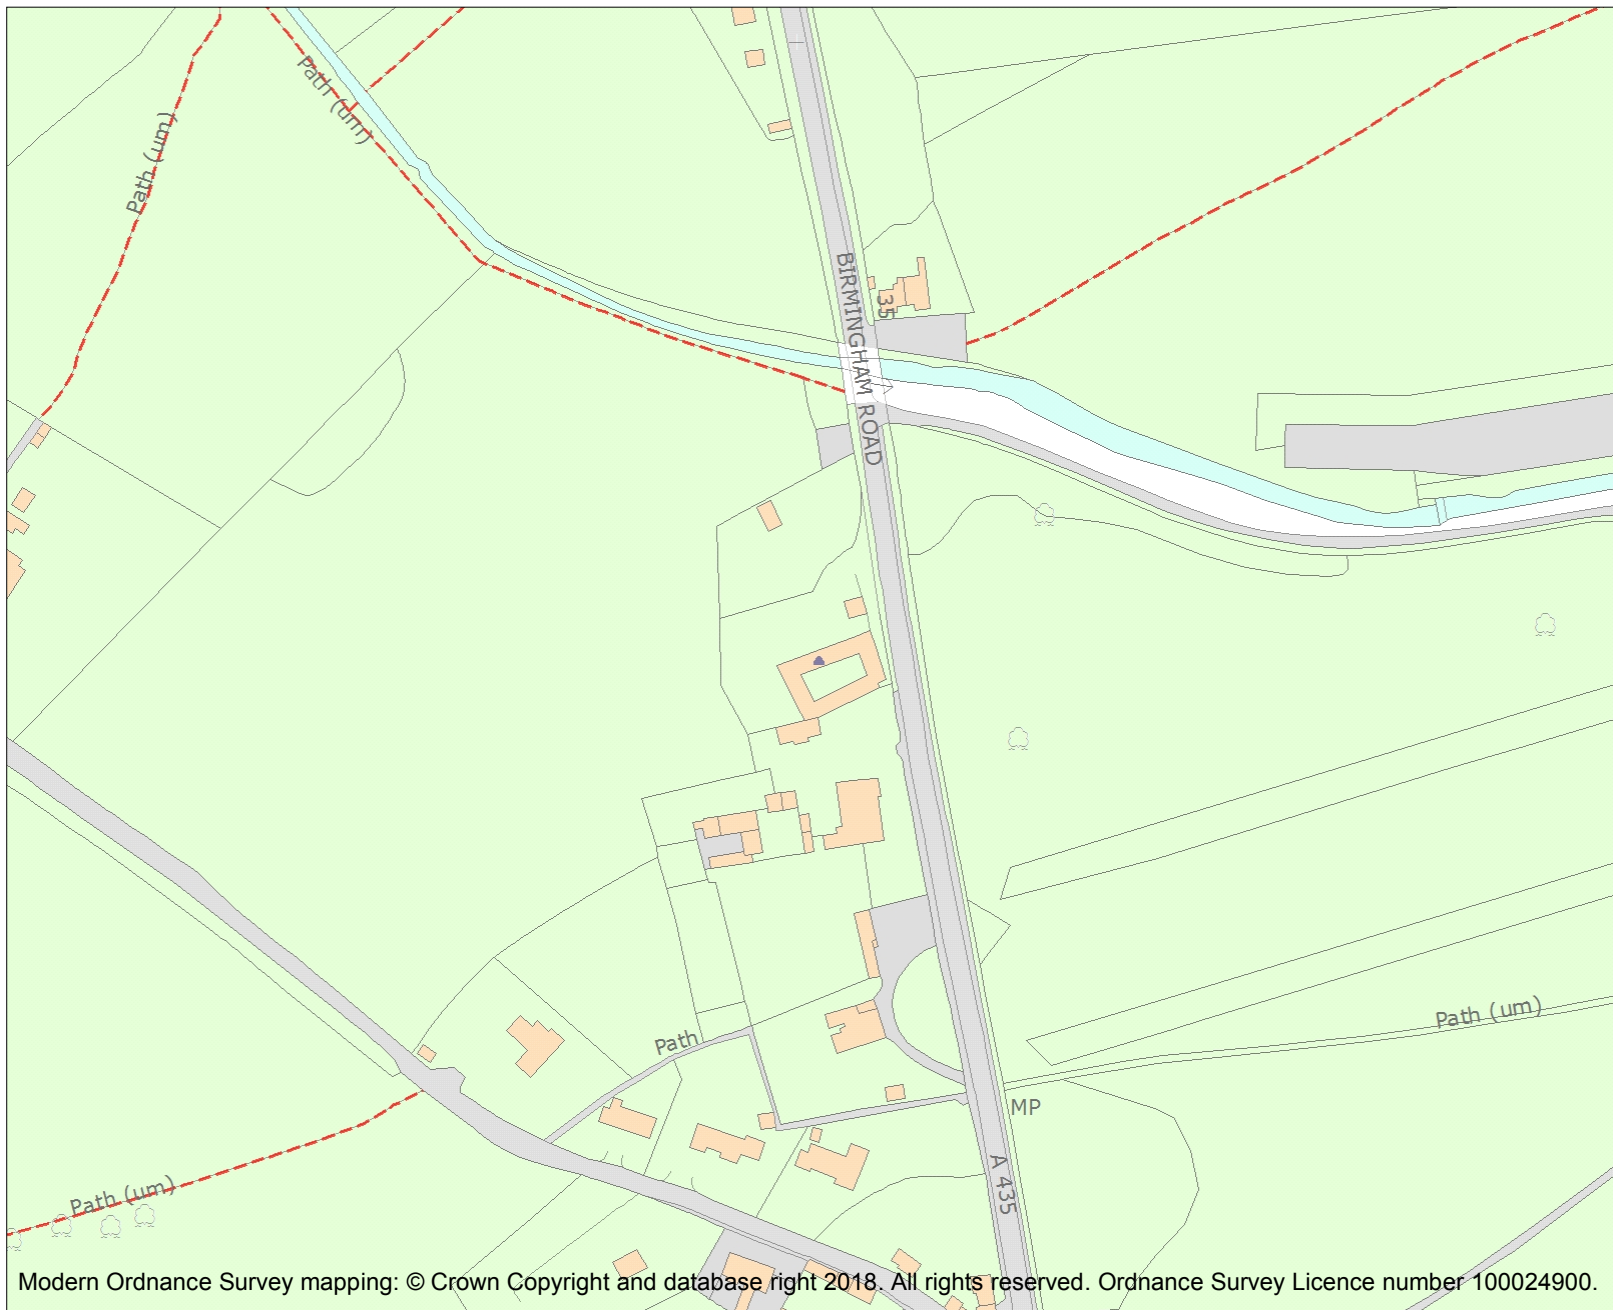 Path (um)
Path (um)
BIRMINGHAM ROAD
35
Path (um)
Path
MP
A 435
Path (um)
Modern Ordnance Survey mapping: © Crown Copyright and database right 2018. All rights reserved. Ordnance Survey Licence number 100024900.